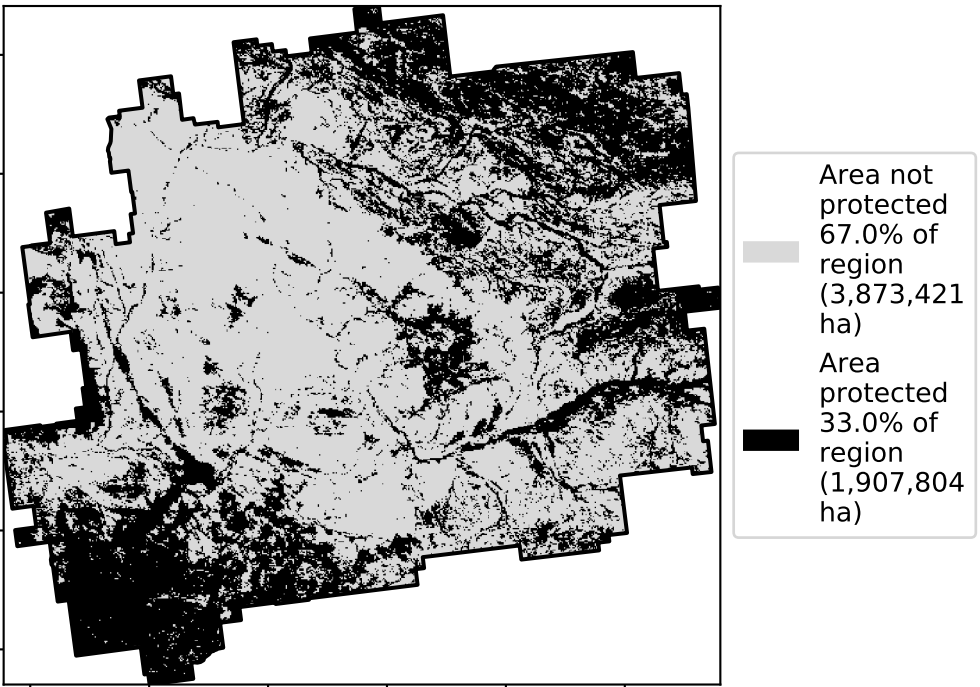 Area not
protected
67.0% of
region
(3,873,421
ha)
Area
protected
33.0% of
region
(1,907,804
ha)